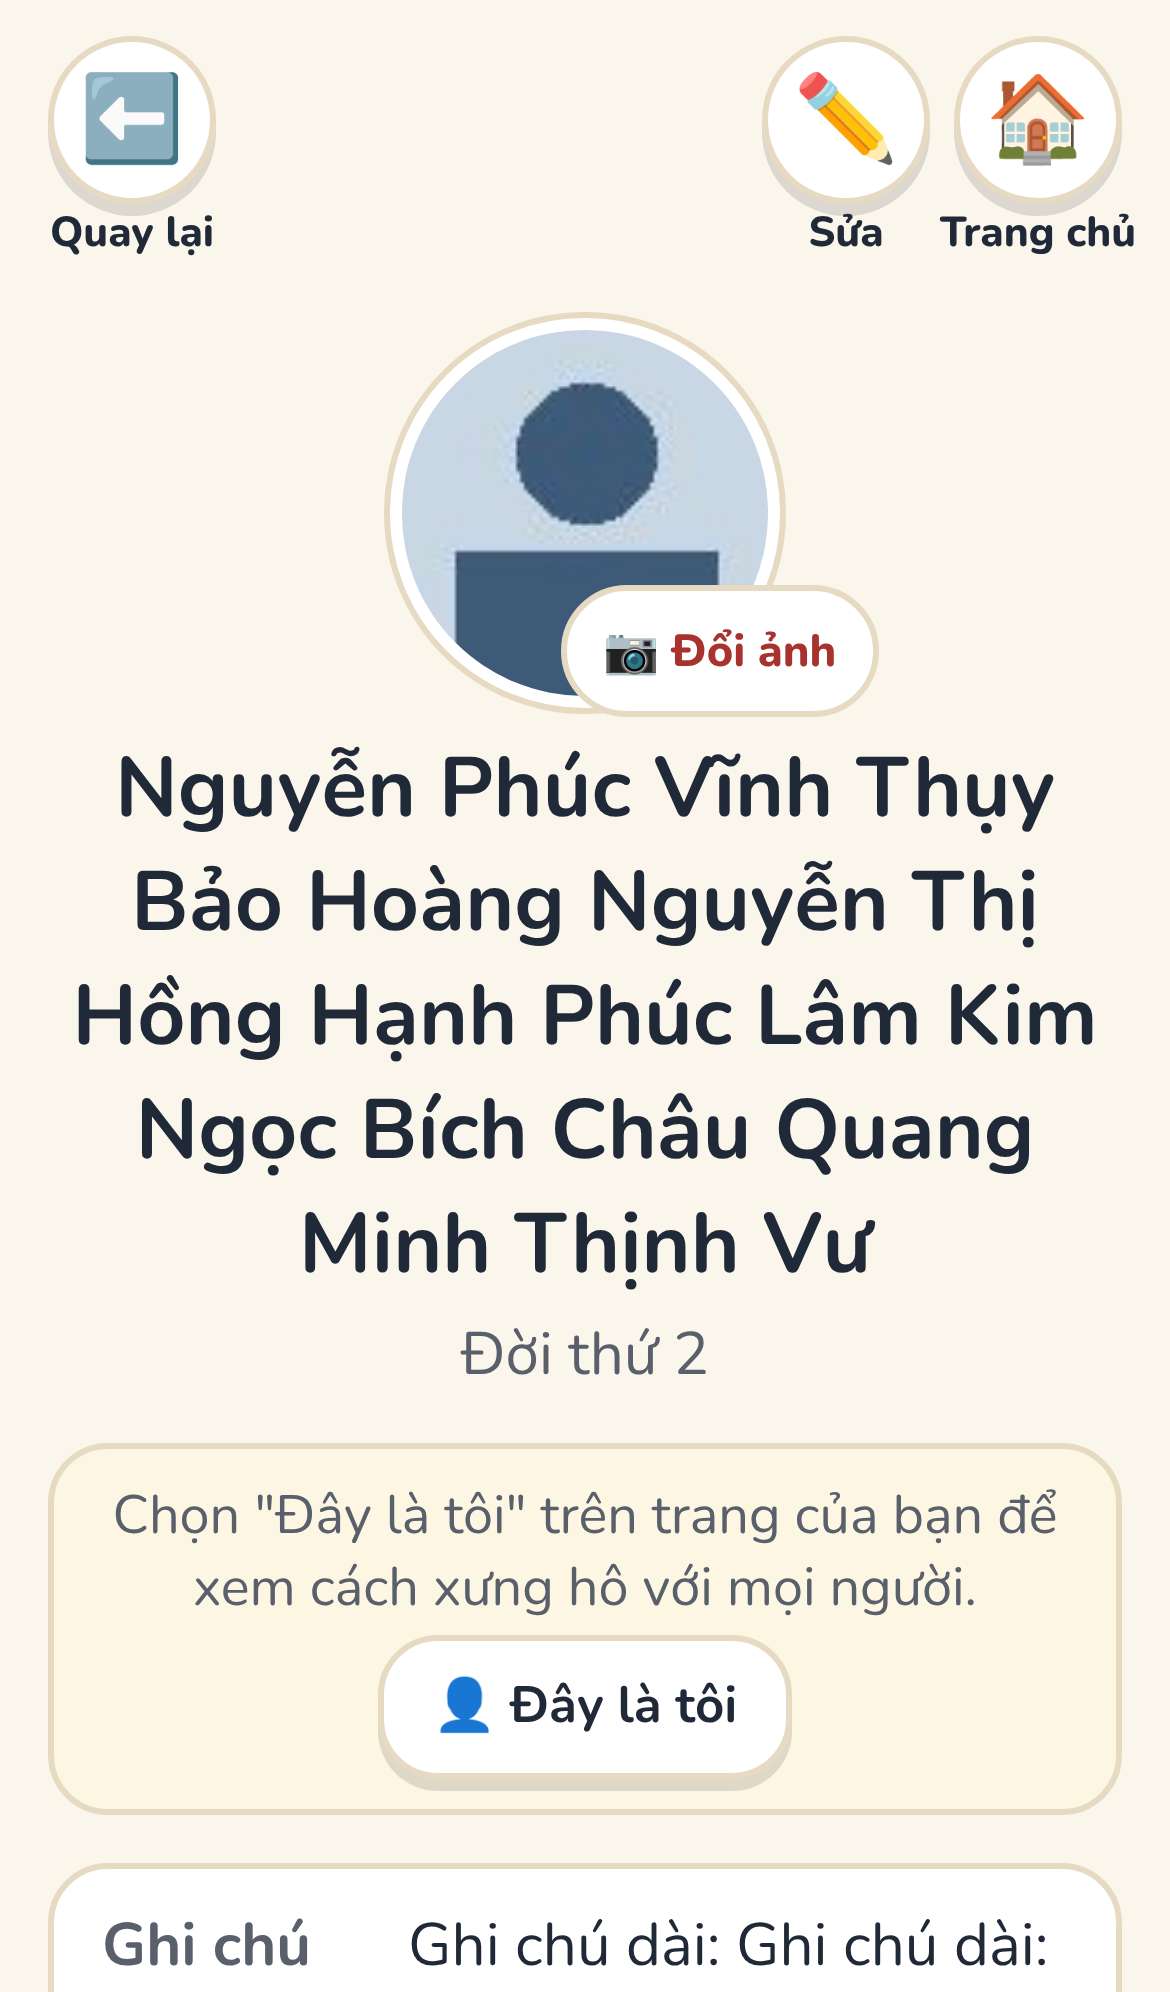 Quay lại
Sửa
Trang chủ
Đổi ảnh
Nguyễn Phúc Vĩnh Thụy
Bảo Hoàng Nguyễn Thị
Hồng Hạnh Phúc Lâm Kim
Ngọc Bích Châu Quang
Minh Thịnh Vư
Đời thứ 2
Chọn "Đây là tôi" trên trang của bạn để
xem cách xưng hô với mọi người.
Đây là tôi
Ghi chú
Ghi chú dài: Ghi chú dài: